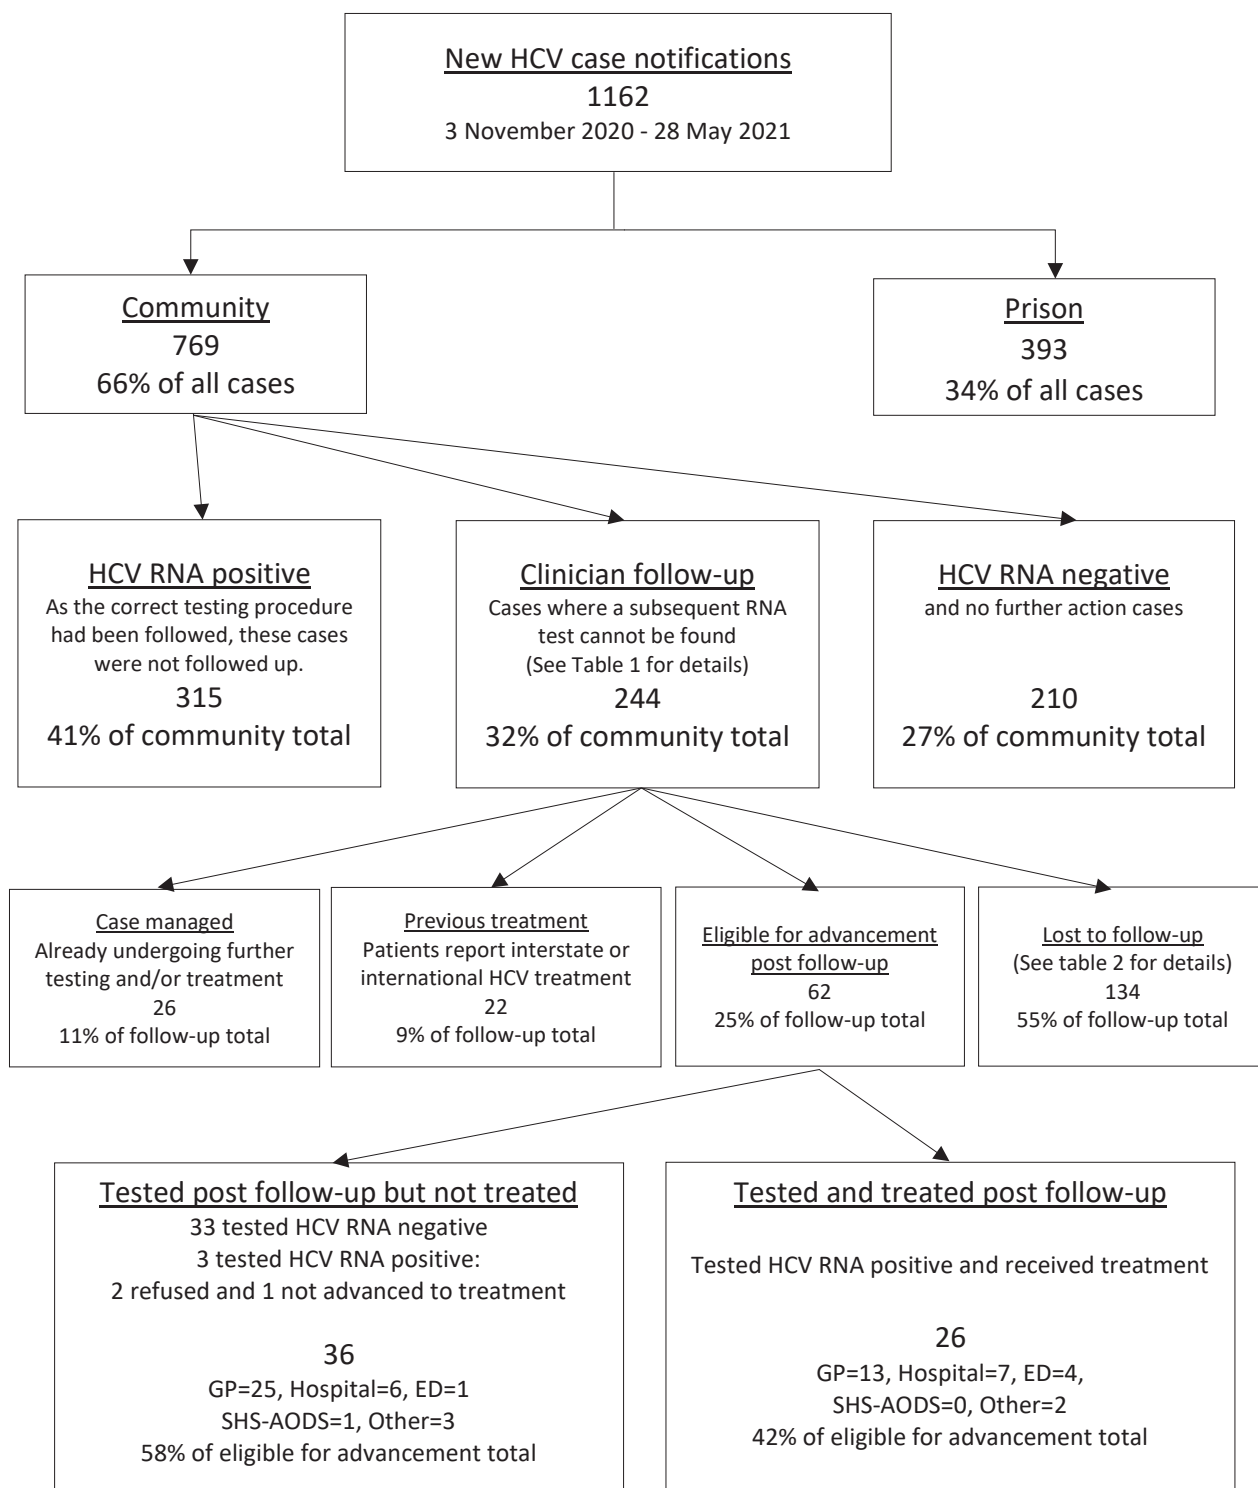 New HCV case notifications
1162
3 November 2020 - 28 May 2021
Community
769
66% of all cases
Prison
393
34% of all cases
HCV RNA positive
As the correct testing procedure
had been followed, these cases
were not followed up.
315
41% of community total
Clinician follow-up
Cases where a subsequent RNA
test cannot be found
(See Table 1 for details)
244
32% of community total
HCV RNA negative
and no further action cases
210
27% of community total
Case managed
Already undergoing further
testing and/or treatment
26
11% of follow-up total
Previous treatment
Patients report interstate or
international HCV treatment
22
9% of follow-up total
Eligible for advancement
post follow-up
62
25% of follow-up total
Lost to follow-up
(See table 2 for details)
134
55% of follow-up total
Tested post follow-up but not treated
33 tested HCV RNA negative
3 tested HCV RNA positive:
2 refused and 1 not advanced to treatment
36
GP=25, Hospital=6, ED=1
SHS-AODS=1, Other=3
58% of eligible for advancement total
Tested and treated post follow-up
Tested HCV RNA positive and received treatment
26
GP=13, Hospital=7, ED=4,
SHS-AODS=0, Other=2
42% of eligible for advancement total